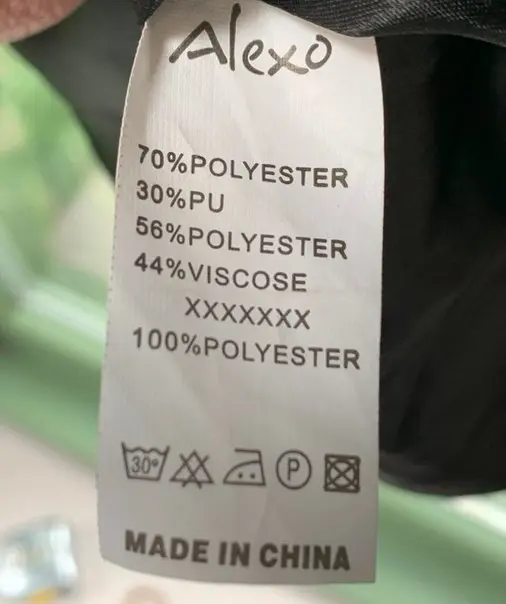 Alexo
70%POLYESTER
30%PU
56%POLYESTER
44%VISCOSE
XXXXXXX
100%POLYESTER
30° P
MADE IN CHINA